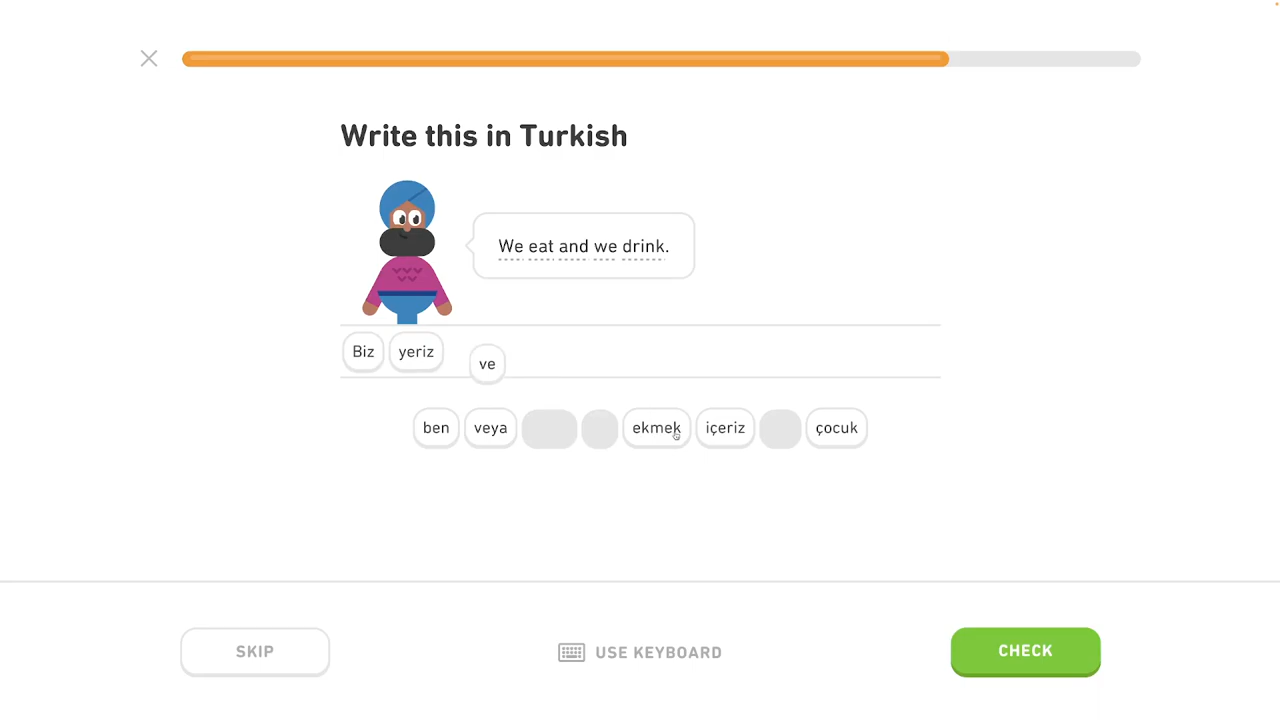 Write this in Turkish
We eat and we drink.
Biz yeriz ve
ben veya ekmek içeriz çocuk
SKIP USE KEYBOARD CHECK